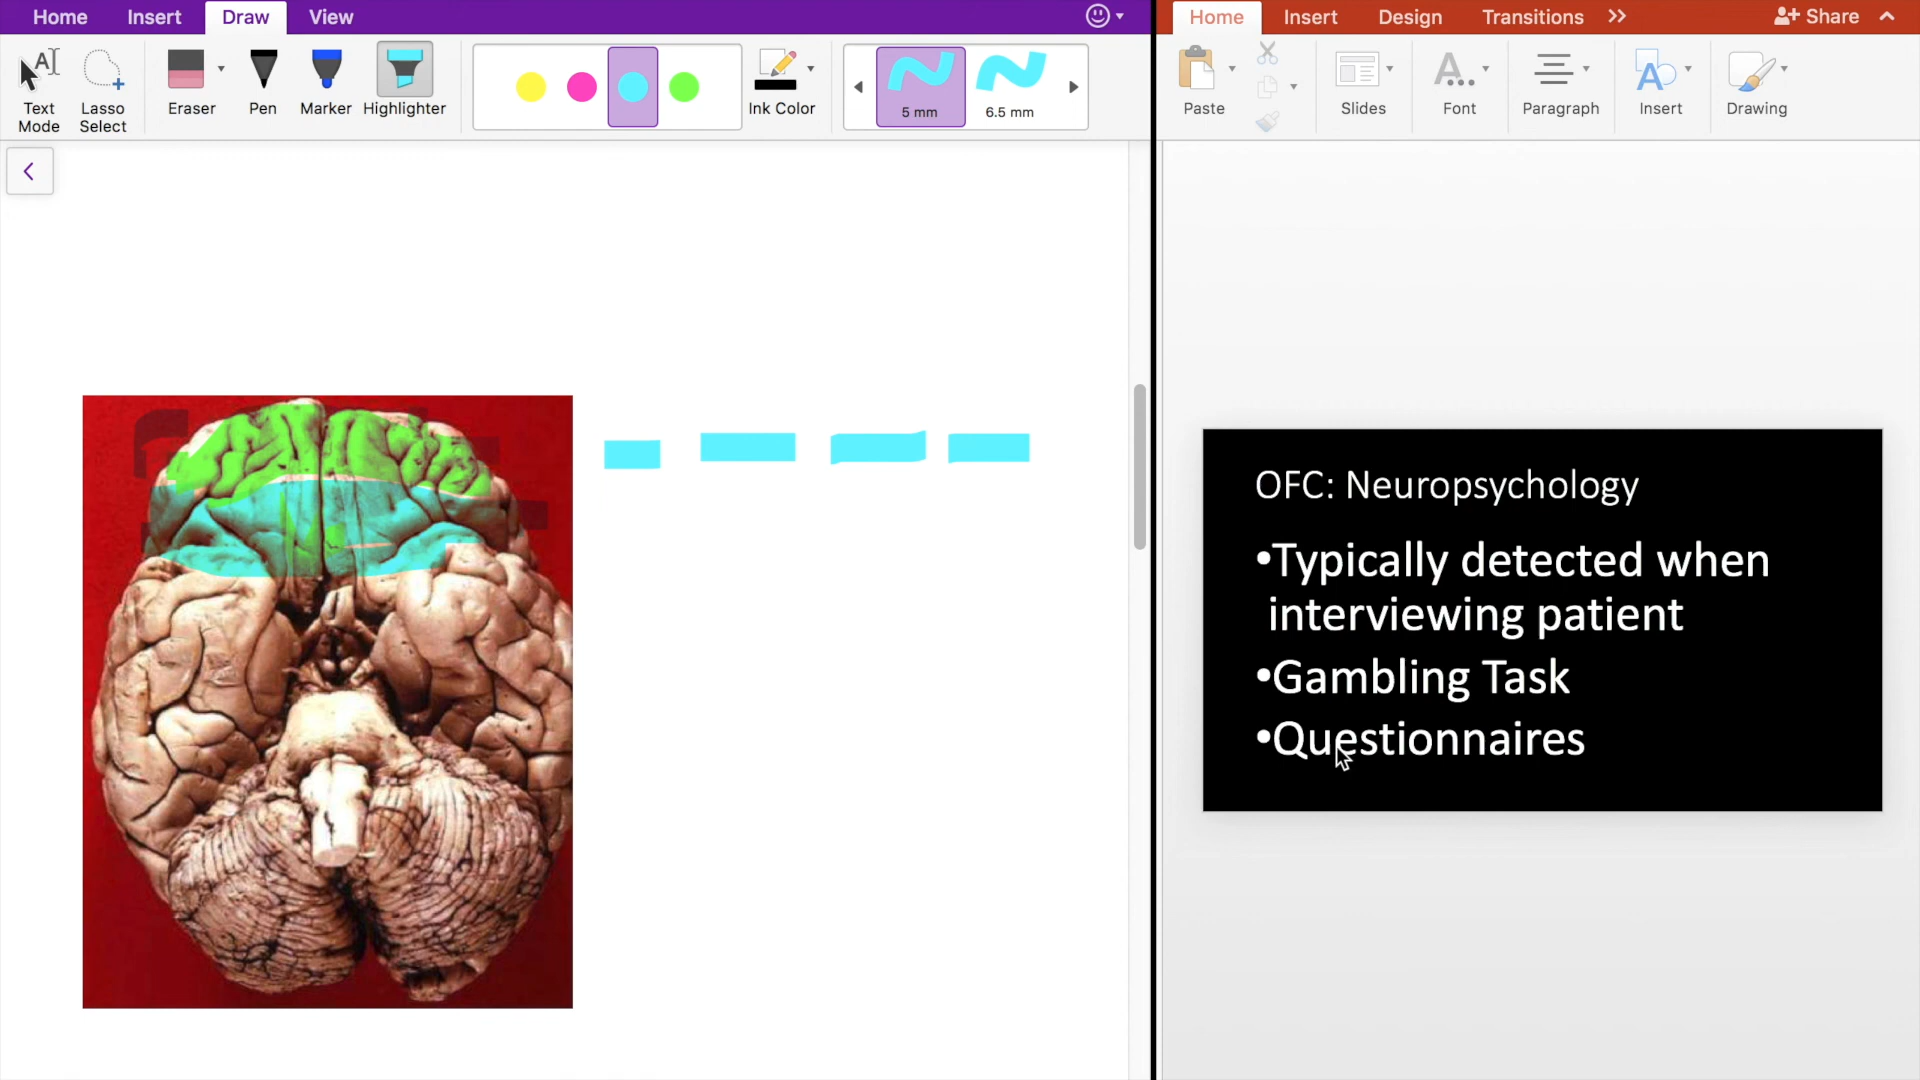 Home Insert Draw View
Text Mode
Lasso Select
Eraser
Pen
Marker
Highlighter
Ink Color
5 mm
6.5 mm
Home Insert Design Transitions >> Share
Paste
Slides
Font
Paragraph
Insert
Drawing
OFC: Neuropsychology
•Typically detected when
interviewing patient
•Gambling Task
•Questionnaires